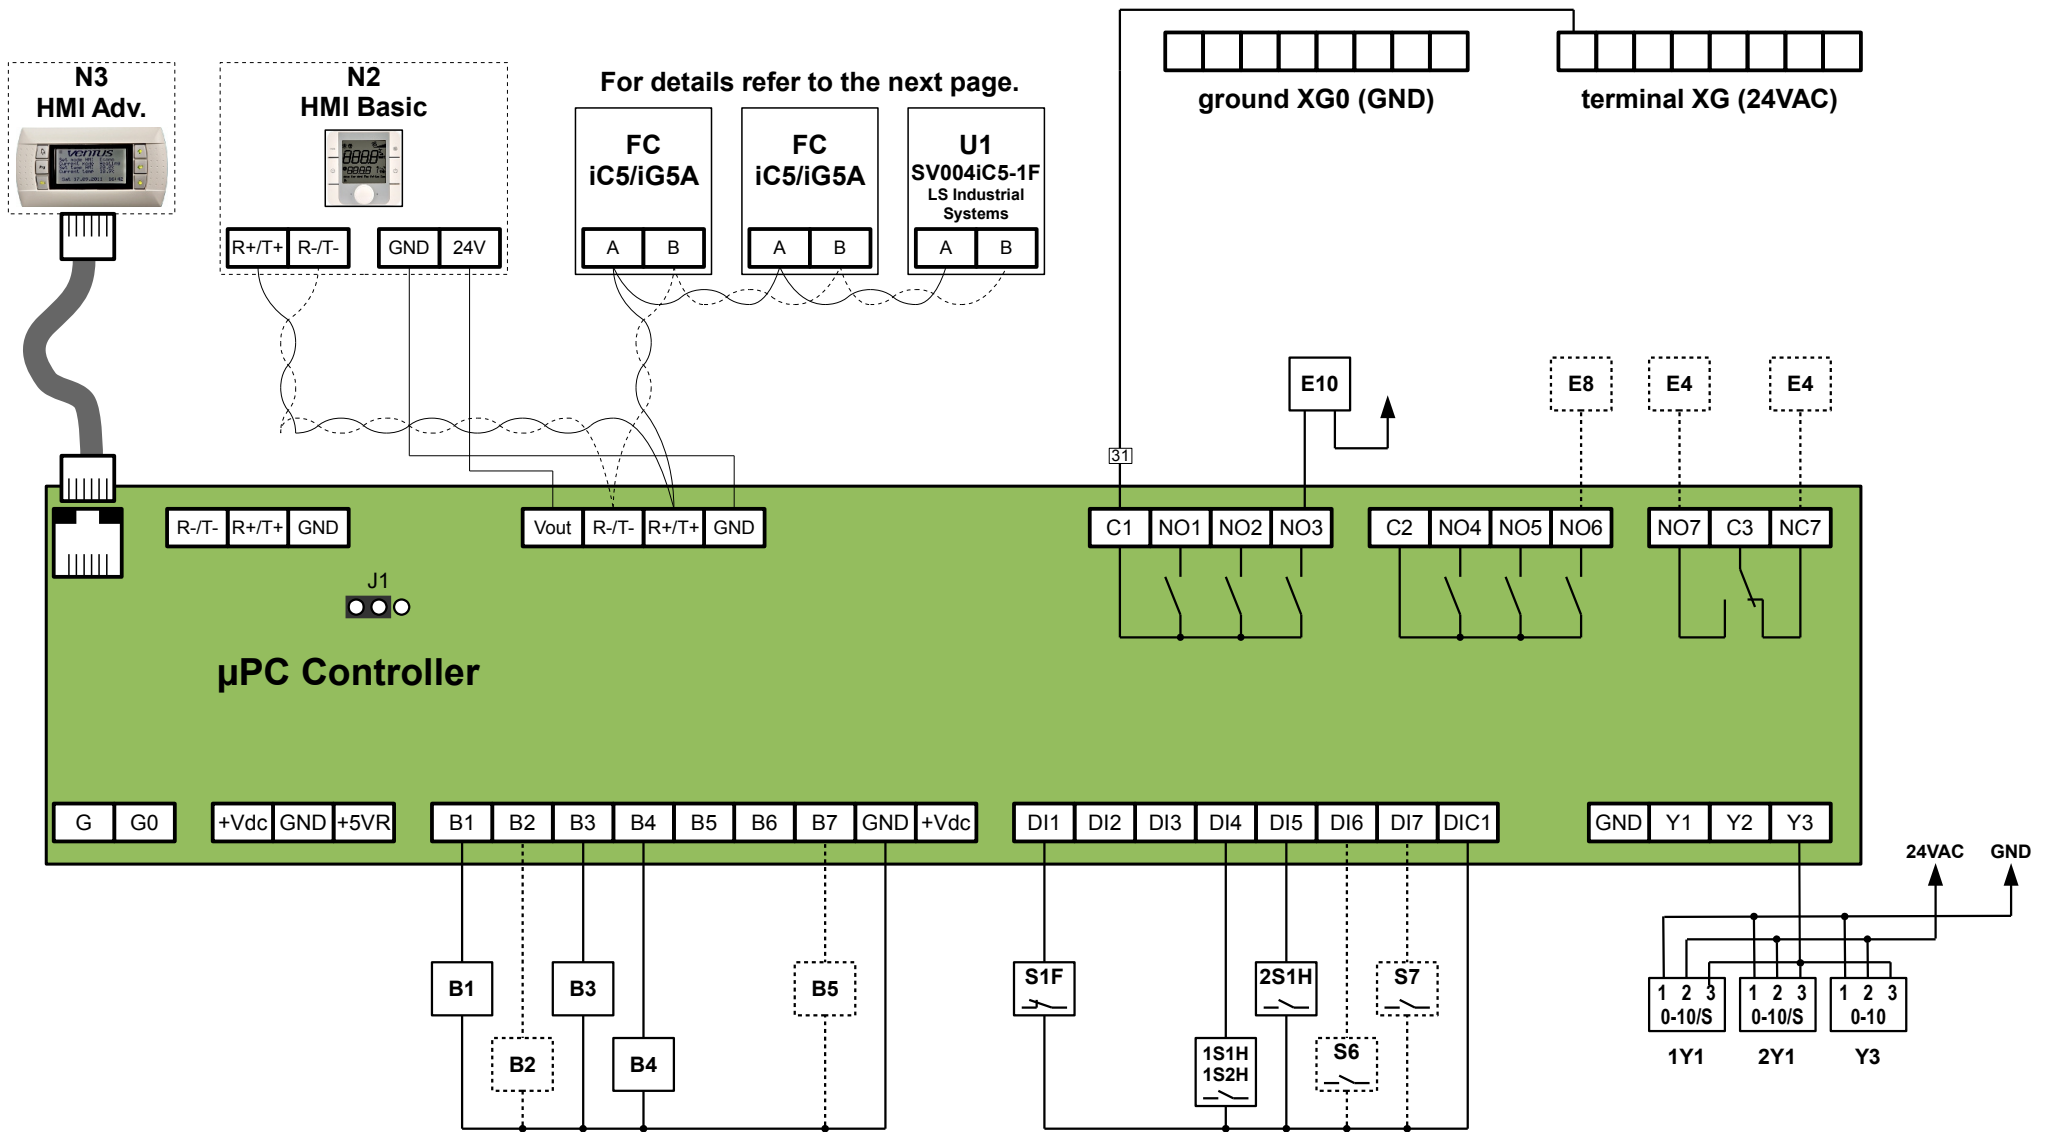 N3
HMI Adv.
N2
HMI Basic
For details refer to the next page.
ground XG0 (GND)
terminal XG (24VAC)
ventus
FC
iC5/iG5A
FC
iC5/iG5A
U1
SV004iC5-1F
LS Industrial
Systems
R+/T+ R-/T- GND 24V
A B
A B
A B
E10
E8
E4
E4
31
R-/T- R+/T+ GND
Vout R-/T- R+/T+ GND
C1 NO1 NO2 NO3
C2 NO4 NO5 NO6
NO7 C3 NC7
J1
µPC Controller
G G0
+Vdc GND +5VR
B1 B2 B3 B4 B5 B6 B7 GND +Vdc
DI1 DI2 DI3 DI4 DI5 DI6 DI7 DIC1
GND Y1 Y2 Y3
24VAC GND
B1
B3
B5
B2
B4
S1F
2S1H
S7
1S1H
1S2H
S6
1 2 3
0-10/S
1 2 3
0-10/S
1 2 3
0-10
1Y1
2Y1
Y3